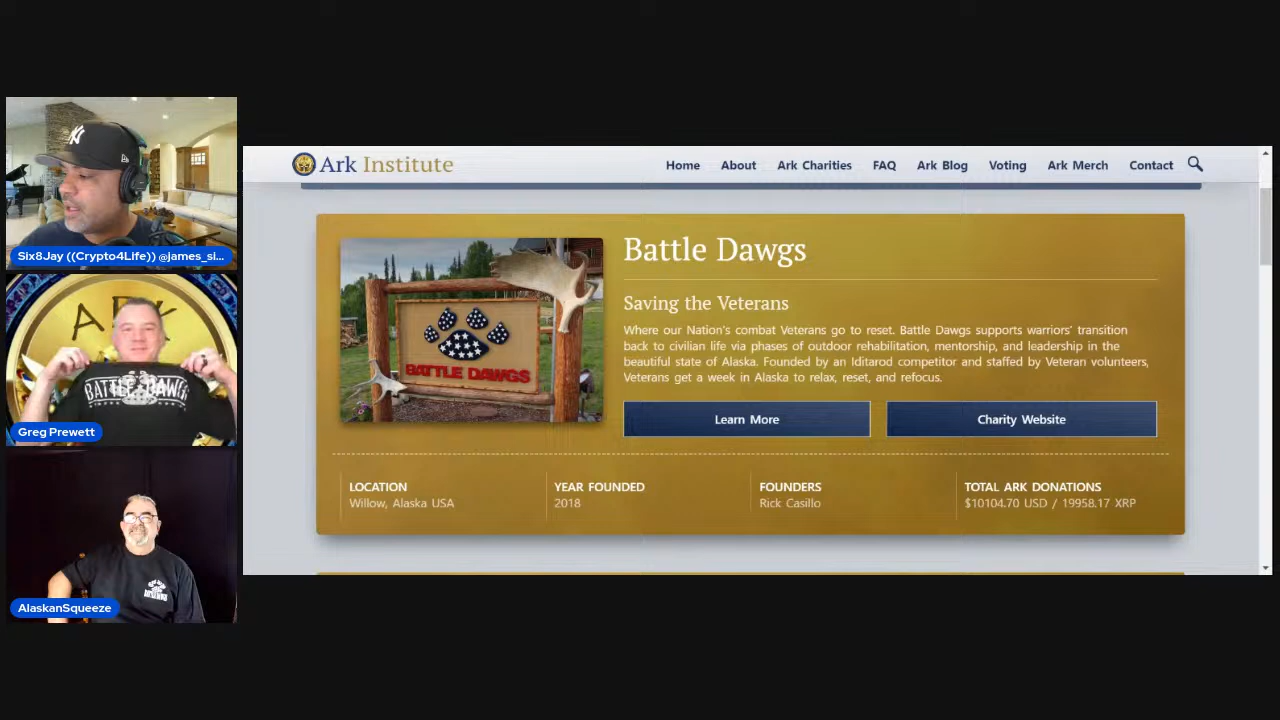 Six8Jay ((Crypto4Life)) @james_si...
ARK
BATTLE DAWGS
Greg Prewett
AlaskanSqueeze
Ark Institute
Home About Ark Charities FAQ Ark Blog Voting Ark Merch Contact
BATTLE DAWGS
Battle Dawgs
Saving the Veterans
Where our Nation's combat Veterans go to reset. Battle Dawgs supports warriors' transition
back to civilian life via phases of outdoor rehabilitation, mentorship, and leadership in the
beautiful state of Alaska. Founded by an Iditarod competitor and staffed by Veteran volunteers,
Veterans get a week in Alaska to relax, reset, and refocus.
Learn More
Charity Website
LOCATION
Willow, Alaska USA
YEAR FOUNDED
2018
FOUNDERS
Rick Casillo
TOTAL ARK DONATIONS
$10104.70 USD / 19958.17 XRP